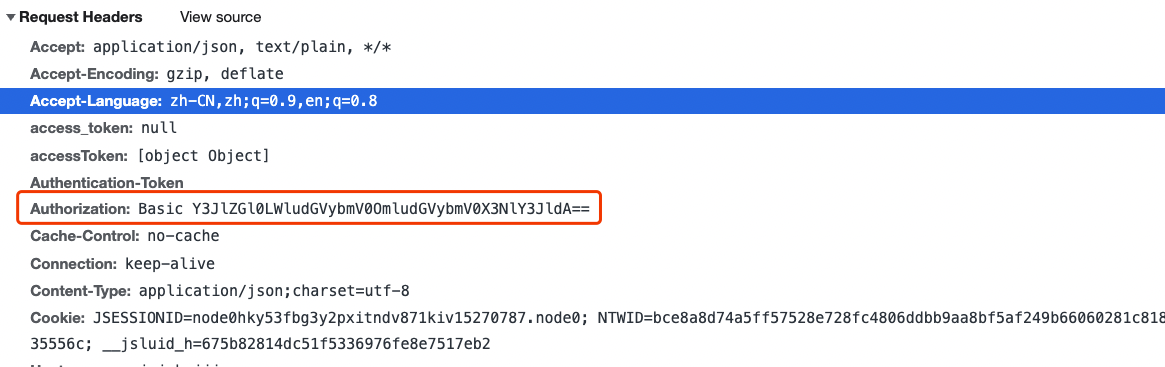 Request Headers View source
Accept: application/json, text/plain, */*
Accept-Encoding: gzip, deflate
Accept-Language: zh-CN,zh;q=0.9,en;q=0.8
access_token: null
accessToken: [object Object]
Authentication-Token
Authorization: Basic Y3JlZGl0LWludGVybmV0OmludGVybmV0X3NlY3JldA==
Cache-Control: no-cache
Connection: keep-alive
Content-Type: application/json;charset=utf-8
Cookie: JSESSIONID=node0hky53fbg3y2pxitndv871kiv15270787.node0; NTWID=bce8a8d74a5ff57528e728fc4806ddbb9aa8bf5af249b66060281c818
35556c; __jsluid_h=675b82814dc51f5336976fe8e7517eb2